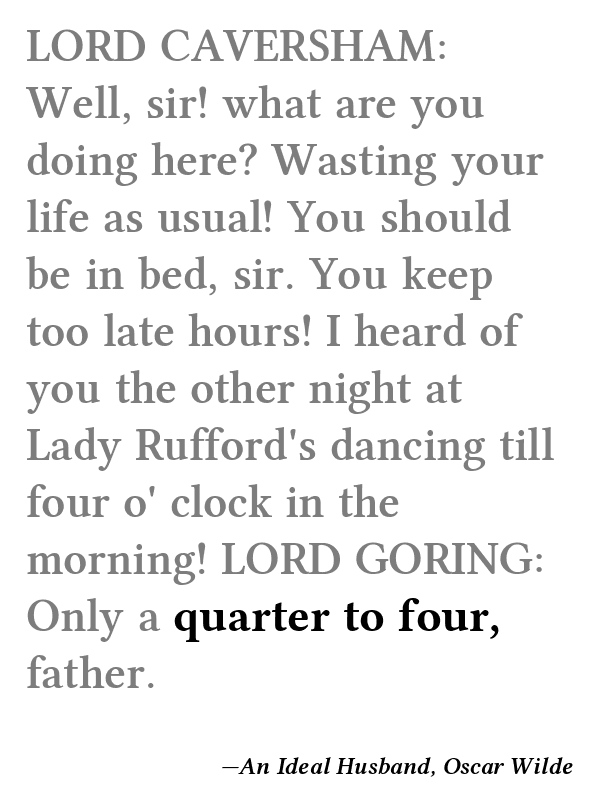 LORD CAVERSHAM:
Well, sir! what are you
doing here? Wasting your
life as usual! You should
be in bed, sir. You keep
too late hours! I heard of
you the other night at
Lady Rufford's dancing till
four o' clock in the
morning! LORD GORING:
Only a quarter to four,
father.
—An Ideal Husband, Oscar Wilde